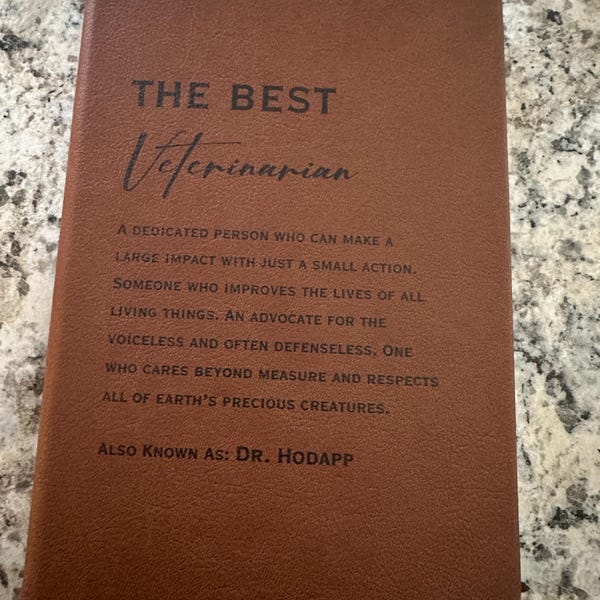 THE BEST
Veterinarian
A DEDICATED PERSON WHO CAN MAKE A
LARGE IMPACT WITH JUST A SMALL ACTION.
SOMEONE WHO IMPROVES THE LIVES OF ALL
LIVING THINGS. AN ADVOCATE FOR THE
VOICELESS AND OFTEN DEFENSELESS. ONE
WHO CARES BEYOND MEASURE AND RESPECTS
ALL OF EARTH'S PRECIOUS CREATURES.
ALSO KNOWN AS: DR. HODAPP